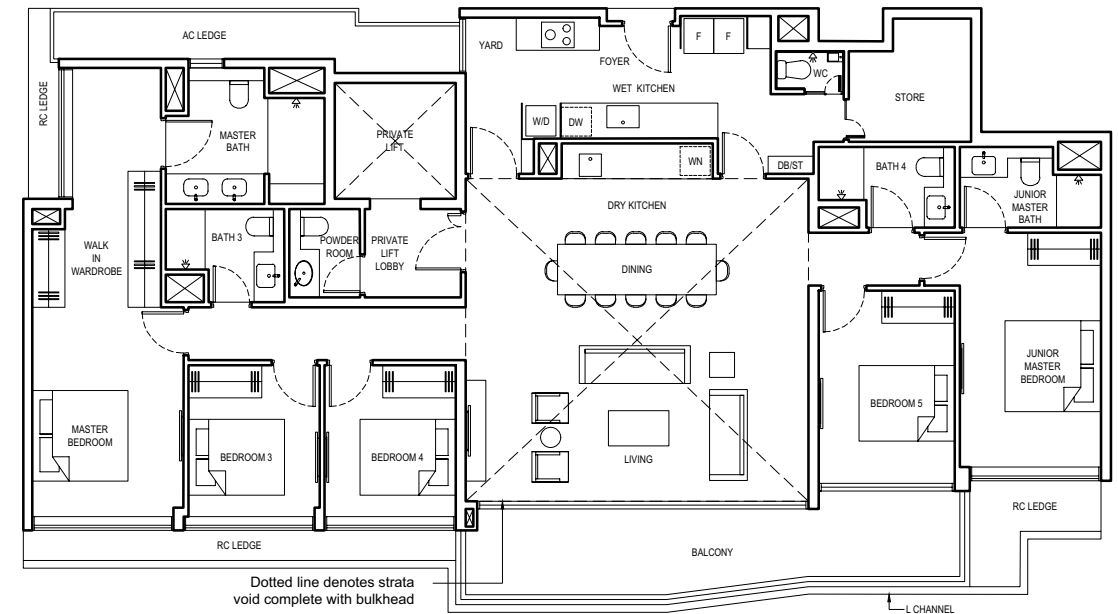 AC LEDGE
YARD
FOYER
F
F
WC
RC LEDGE
WET KITCHEN
STORE
MASTER
BATH
PRIVATE
LIFT
W/D
DW
WN
DB/ST
BATH 4
JUNIOR
MASTER
BATH
DRY KITCHEN
WALK
IN
WARDROBE
BATH 3
POWDER
ROOM
PRIVATE
LIFT
LOBBY
DINING
JUNIOR
MASTER
BEDROOM
MASTER
BEDROOM
BEDROOM 3
BEDROOM 4
LIVING
BEDROOM 5
RC LEDGE
RC LEDGE
BALCONY
Dotted line denotes strata
void complete with bulkhead
L CHANNEL